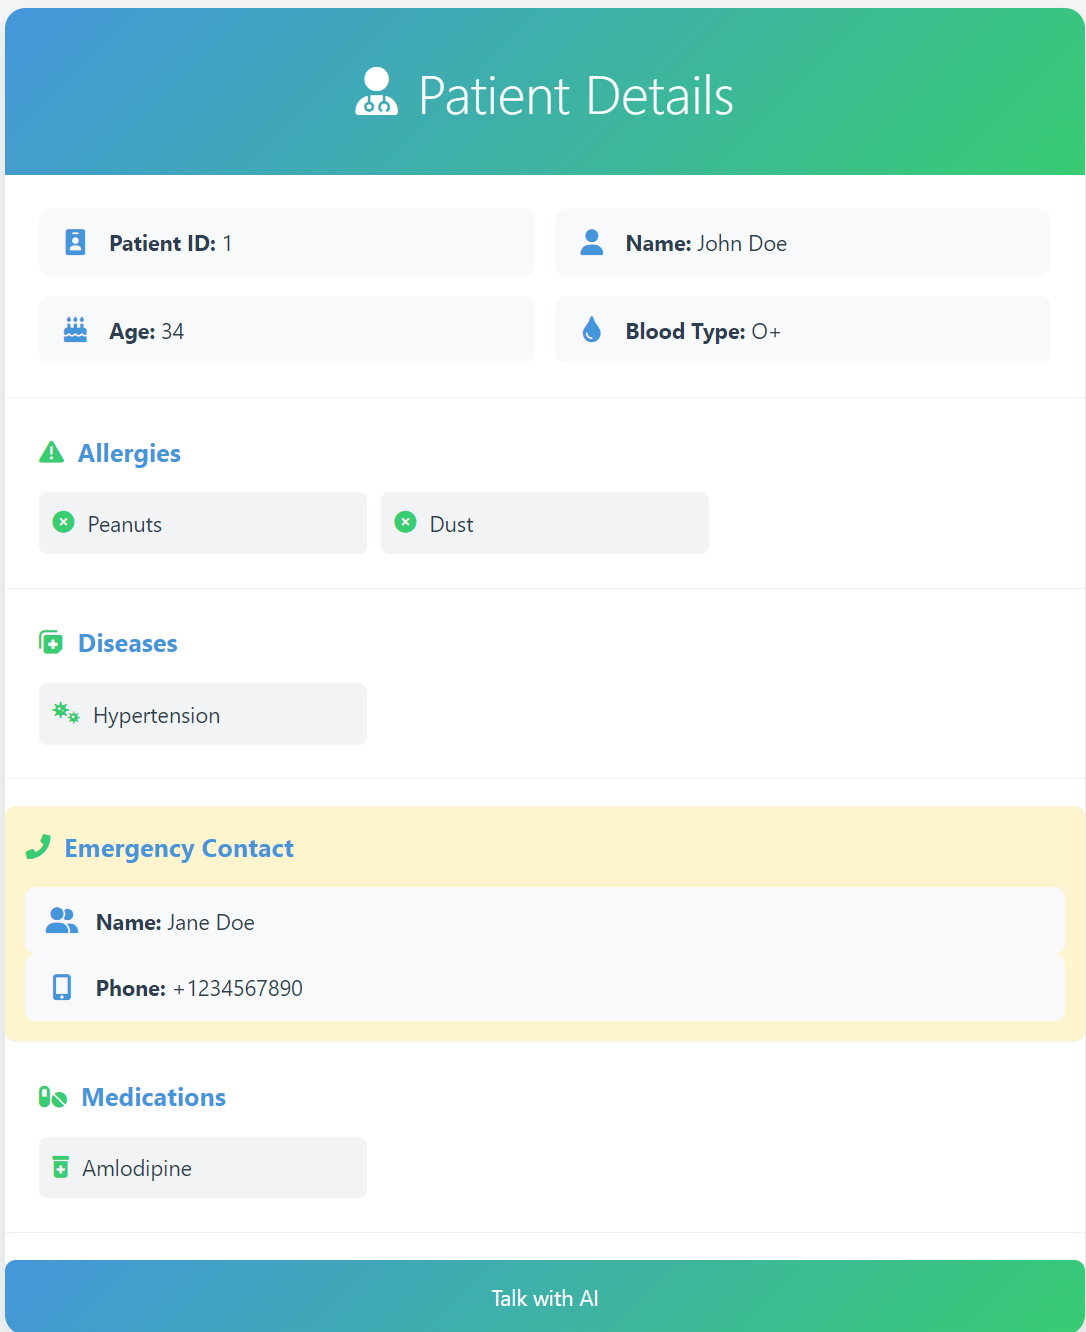 Patient Details
Patient ID: 1
Name: John Doe
Age: 34
Blood Type: O+
Allergies
Peanuts
Dust
Diseases
Hypertension
Emergency Contact
Name: Jane Doe
Phone: +1234567890
Medications
Amlodipine
Talk with AI